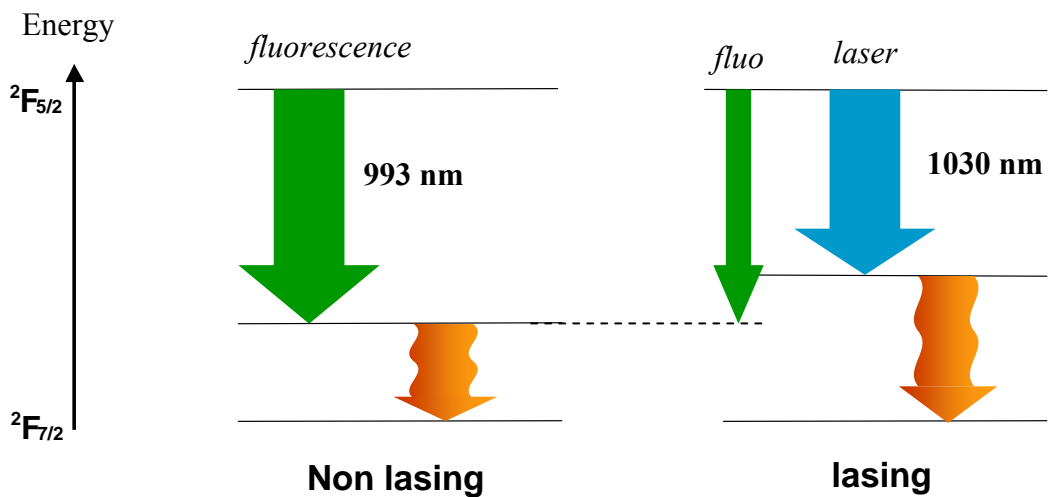 Energy
fluorescence
fluo
laser
²F₅/₂
993 nm
1030 nm
²F₇/₂
Non lasing
lasing